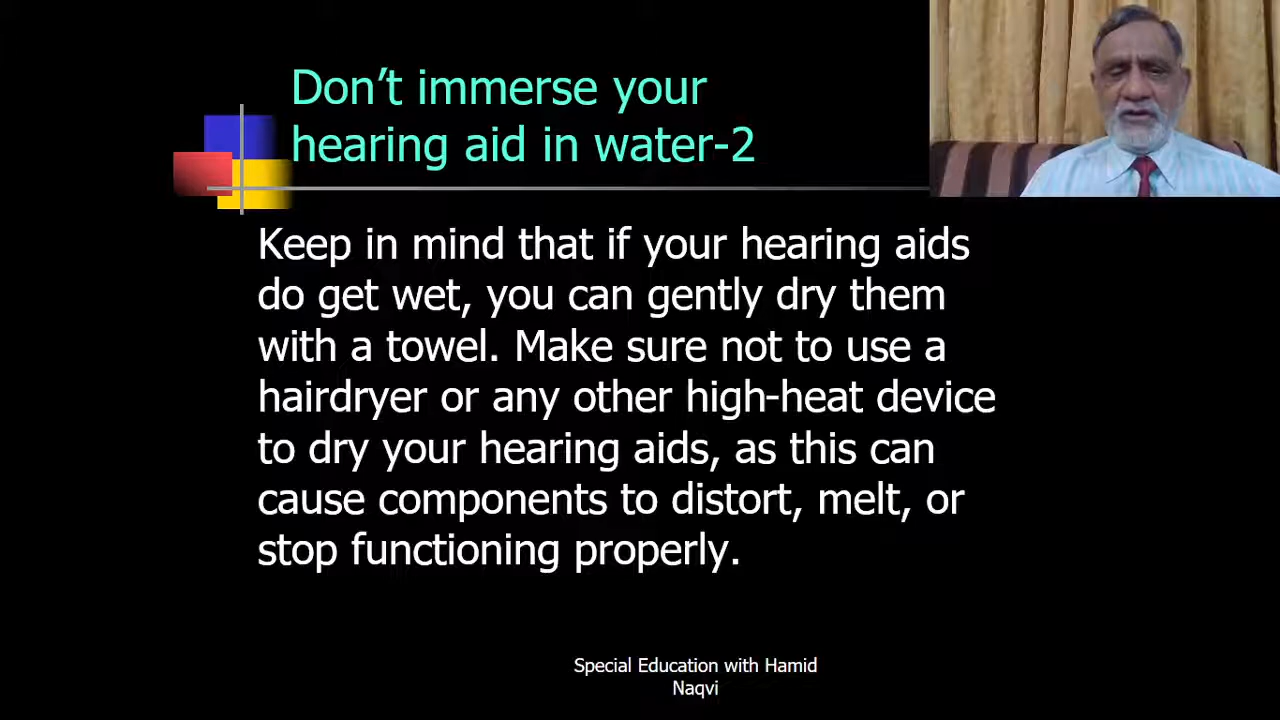 Don’t immerse your
hearing aid in water-2
Keep in mind that if your hearing aids
do get wet, you can gently dry them
with a towel. Make sure not to use a
hairdryer or any other high-heat device
to dry your hearing aids, as this can
cause components to distort, melt, or
stop functioning properly.
Special Education with Hamid
Naqvi